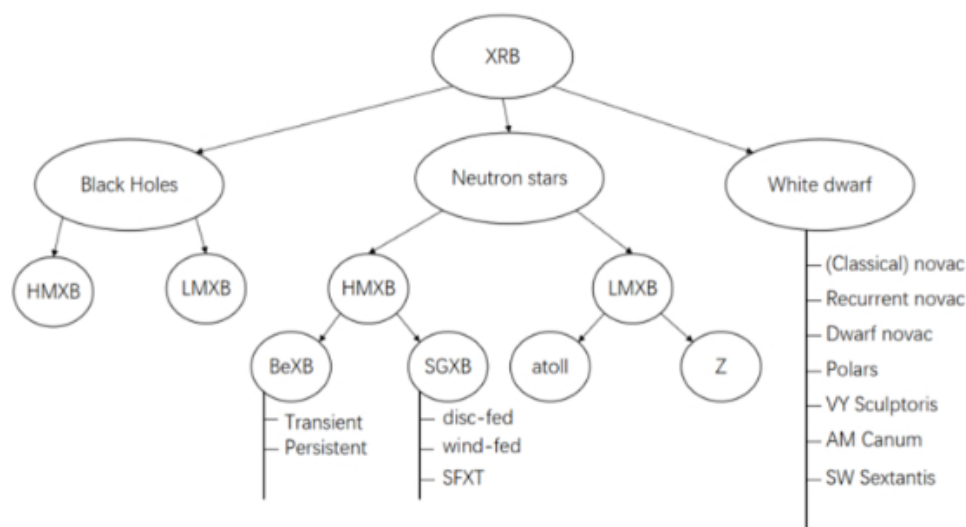 XRB
Black Holes
Neutron stars
White dwarf
HMXB
LMXB
HMXB
LMXB
BeXB
SGXB
atoll
Z
Transient
Persistent
disc-fed
wind-fed
SFXT
(Classical) novac
Recurrent novac
Dwarf novac
Polars
VY Sculptoris
AM Canum
SW Sextantis